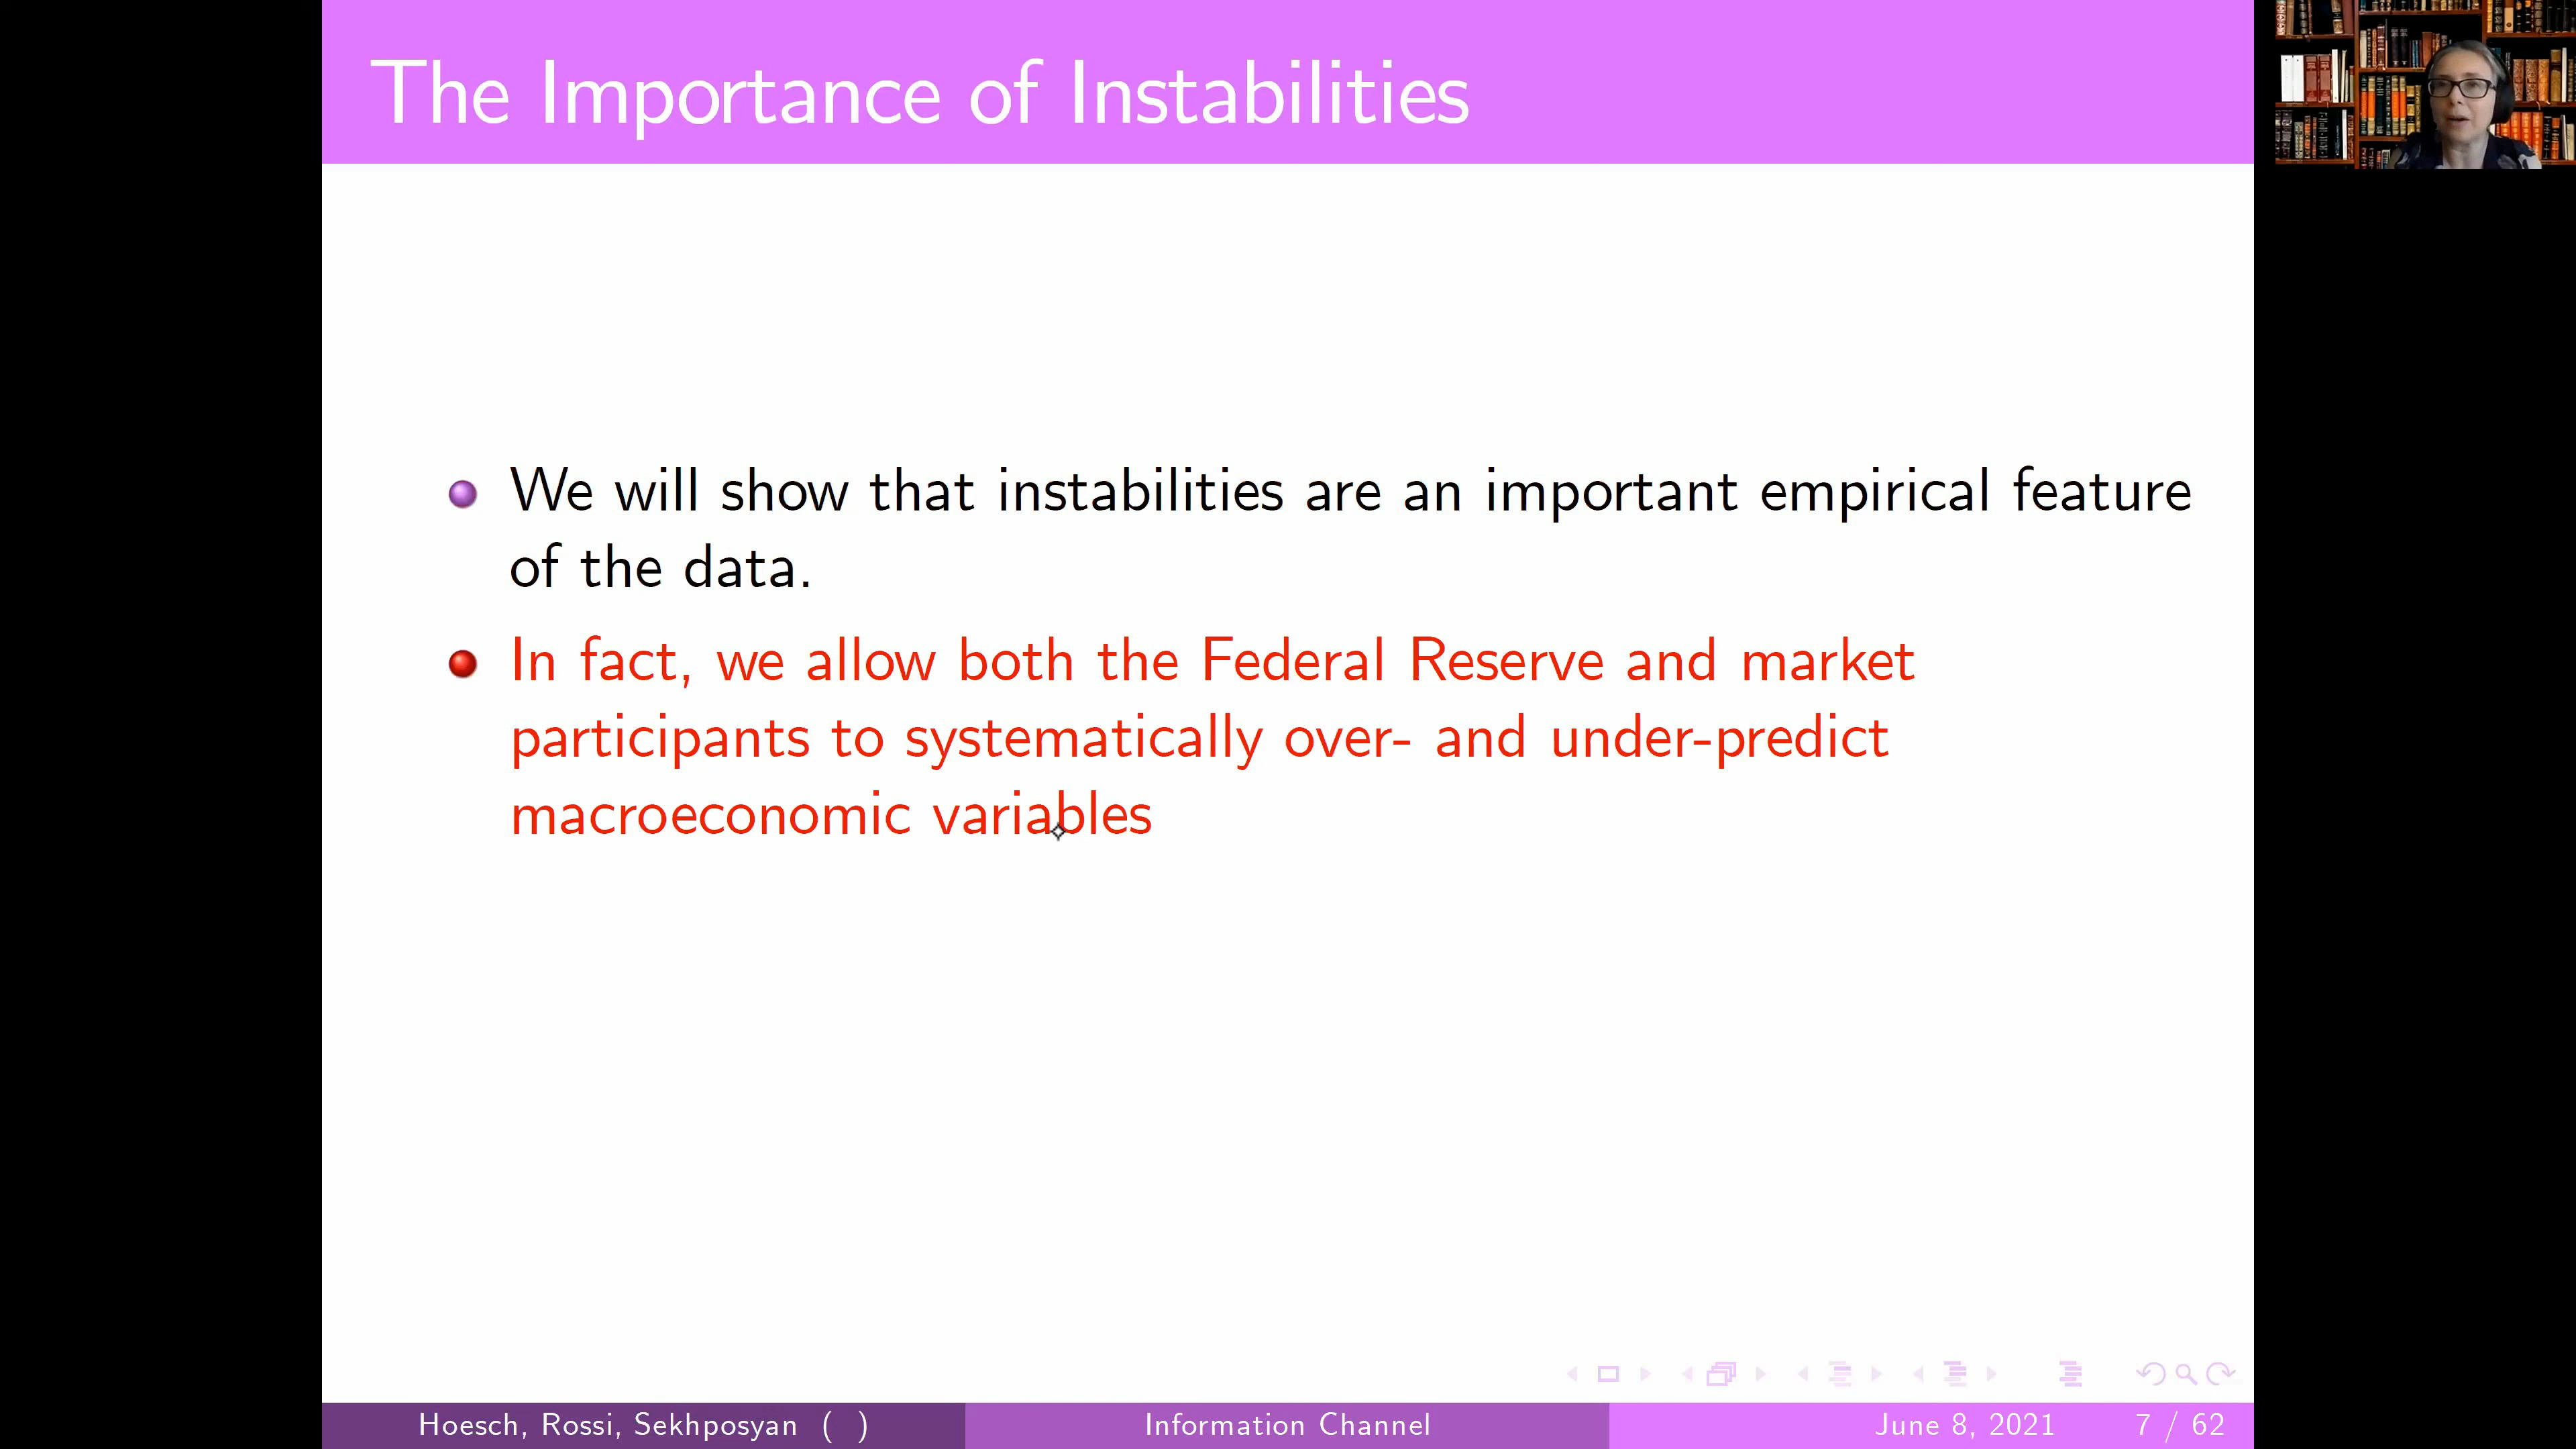 The Importance of Instabilities
We will show that instabilities are an important empirical feature
of the data.
In fact, we allow both the Federal Reserve and market
participants to systematically over- and under-predict
macroeconomic variables
Hoesch, Rossi, Sekhposyan ( )
Information Channel
June 8, 2021
7 / 62